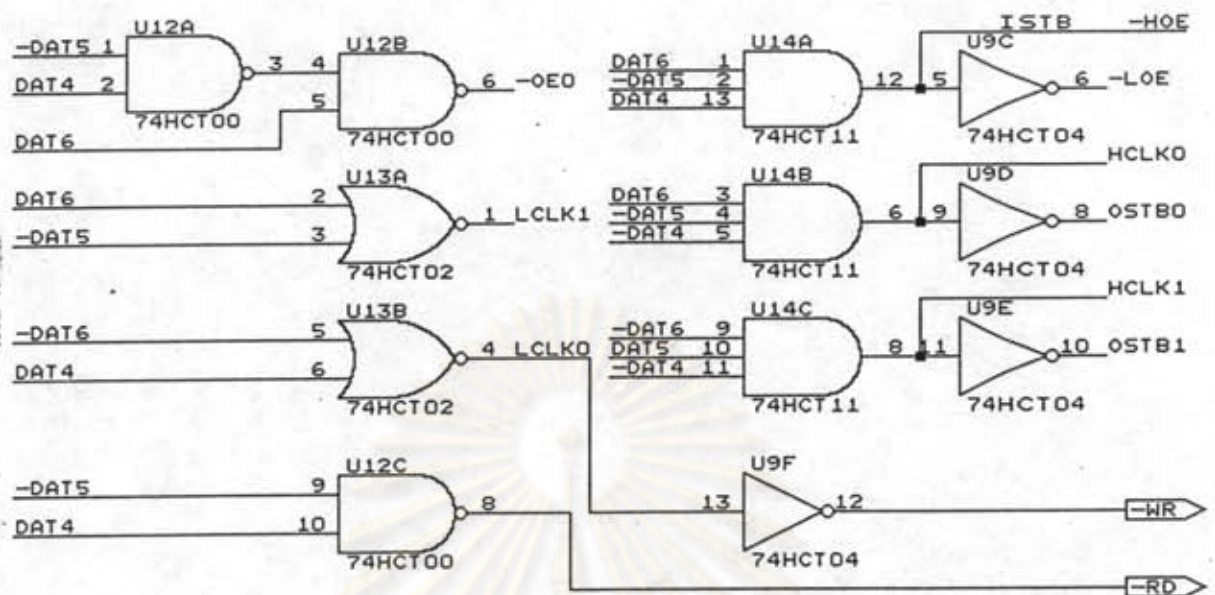 U12A
-DAT5 1
DAT4 2
3
74HCT00
U12B
4
5
DAT6
6 -OE0
74HCT00
U14A
DAT6 1
-DAT5 2
DAT4 13
12
74HCT11
ISTB -HOE
U9C
5
6 -LOE
74HCT04
U13A
DAT6 2
-DAT5 3
1 LCLK1
74HCT02
U14B
DAT6 3
-DAT5 4
-DAT4 5
6
74HCT11
HCLK0
U9D
9
8 OSTB0
74HCT04
U13B
-DAT6 5
DAT4 6
4 LCLK0
74HCT02
U14C
-DAT6 9
DAT5 10
-DAT4 11
8
74HCT11
HCLK1
U9E
11
10 OSTB1
74HCT04
U12C
-DAT5 9
DAT4 10
8
74HCT00
U9F
13
12
74HCT04
-WR
-RD